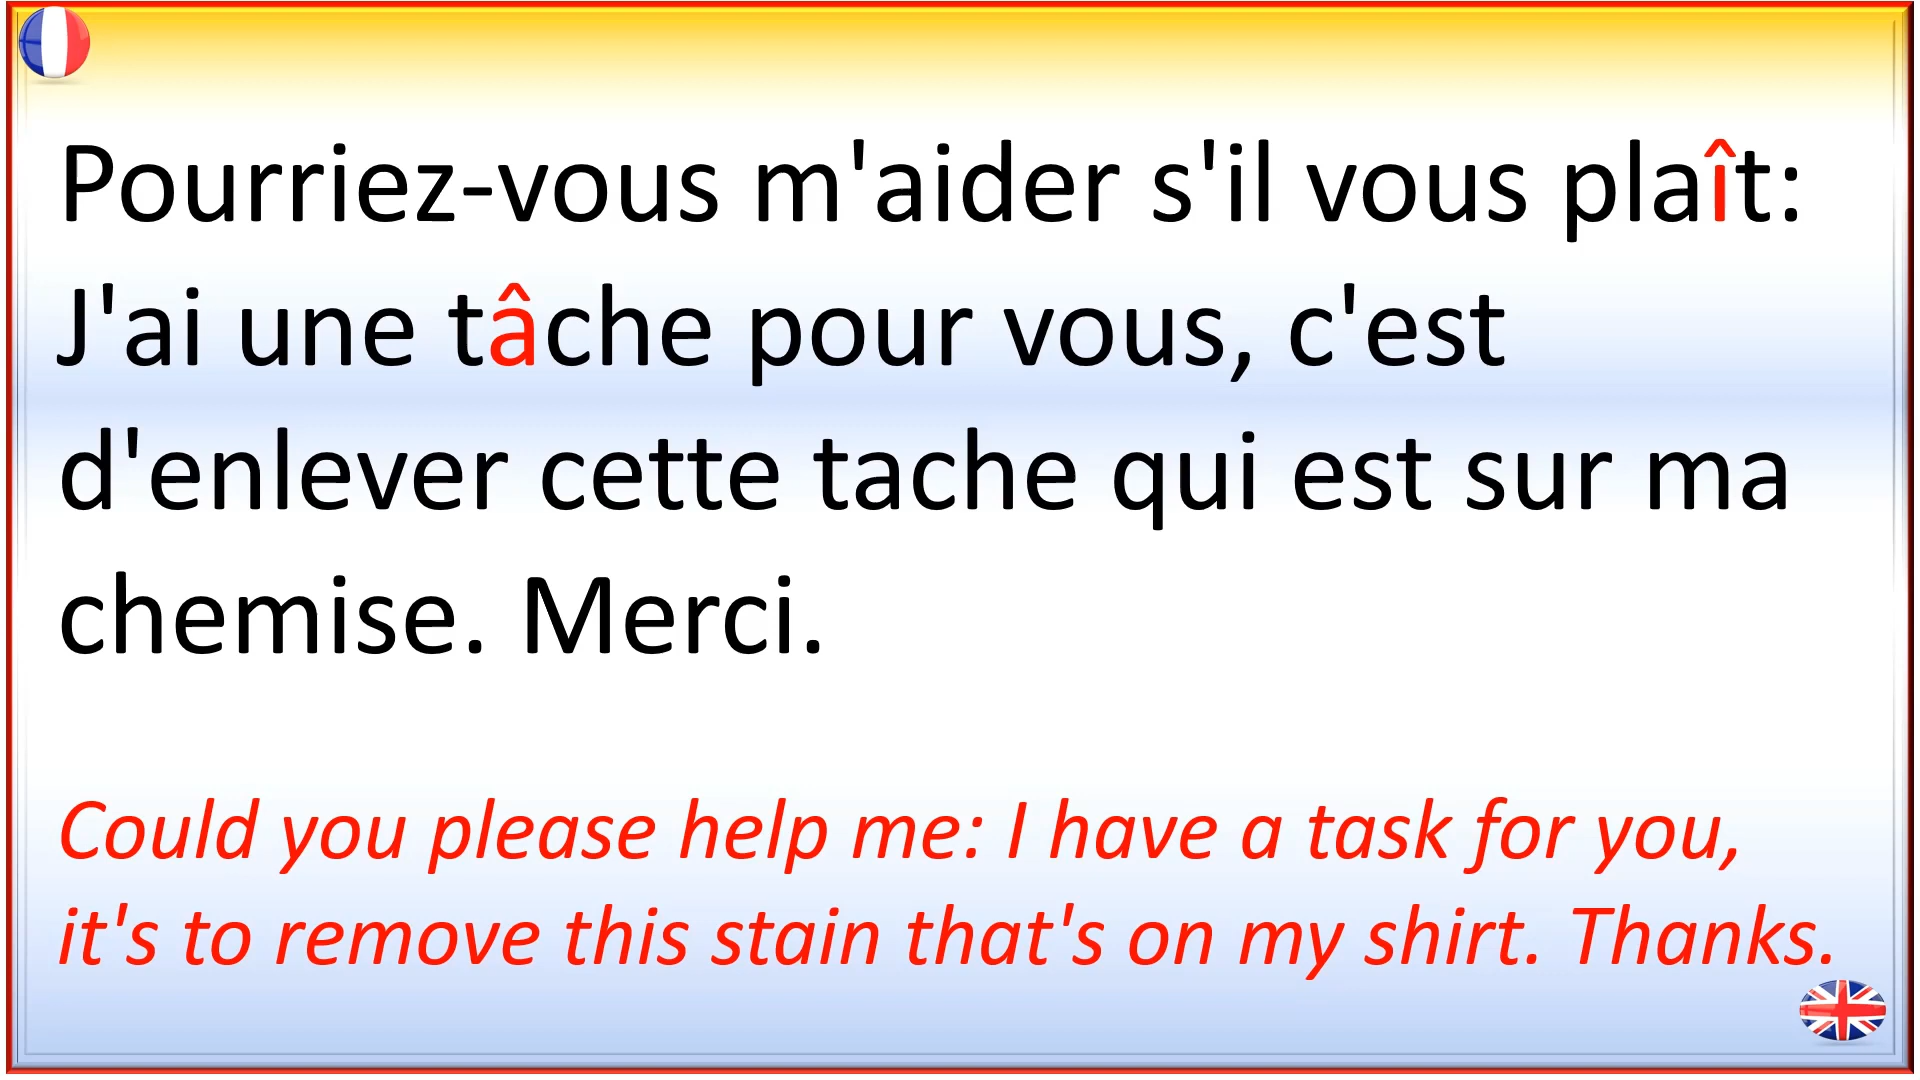 Pourriez-vous m'aider s'il vous plaît:
J'ai une tâche pour vous, c'est
d'enlever cette tache qui est sur ma
chemise. Merci.
Could you please help me: I have a task for you,
it's to remove this stain that's on my shirt. Thanks.